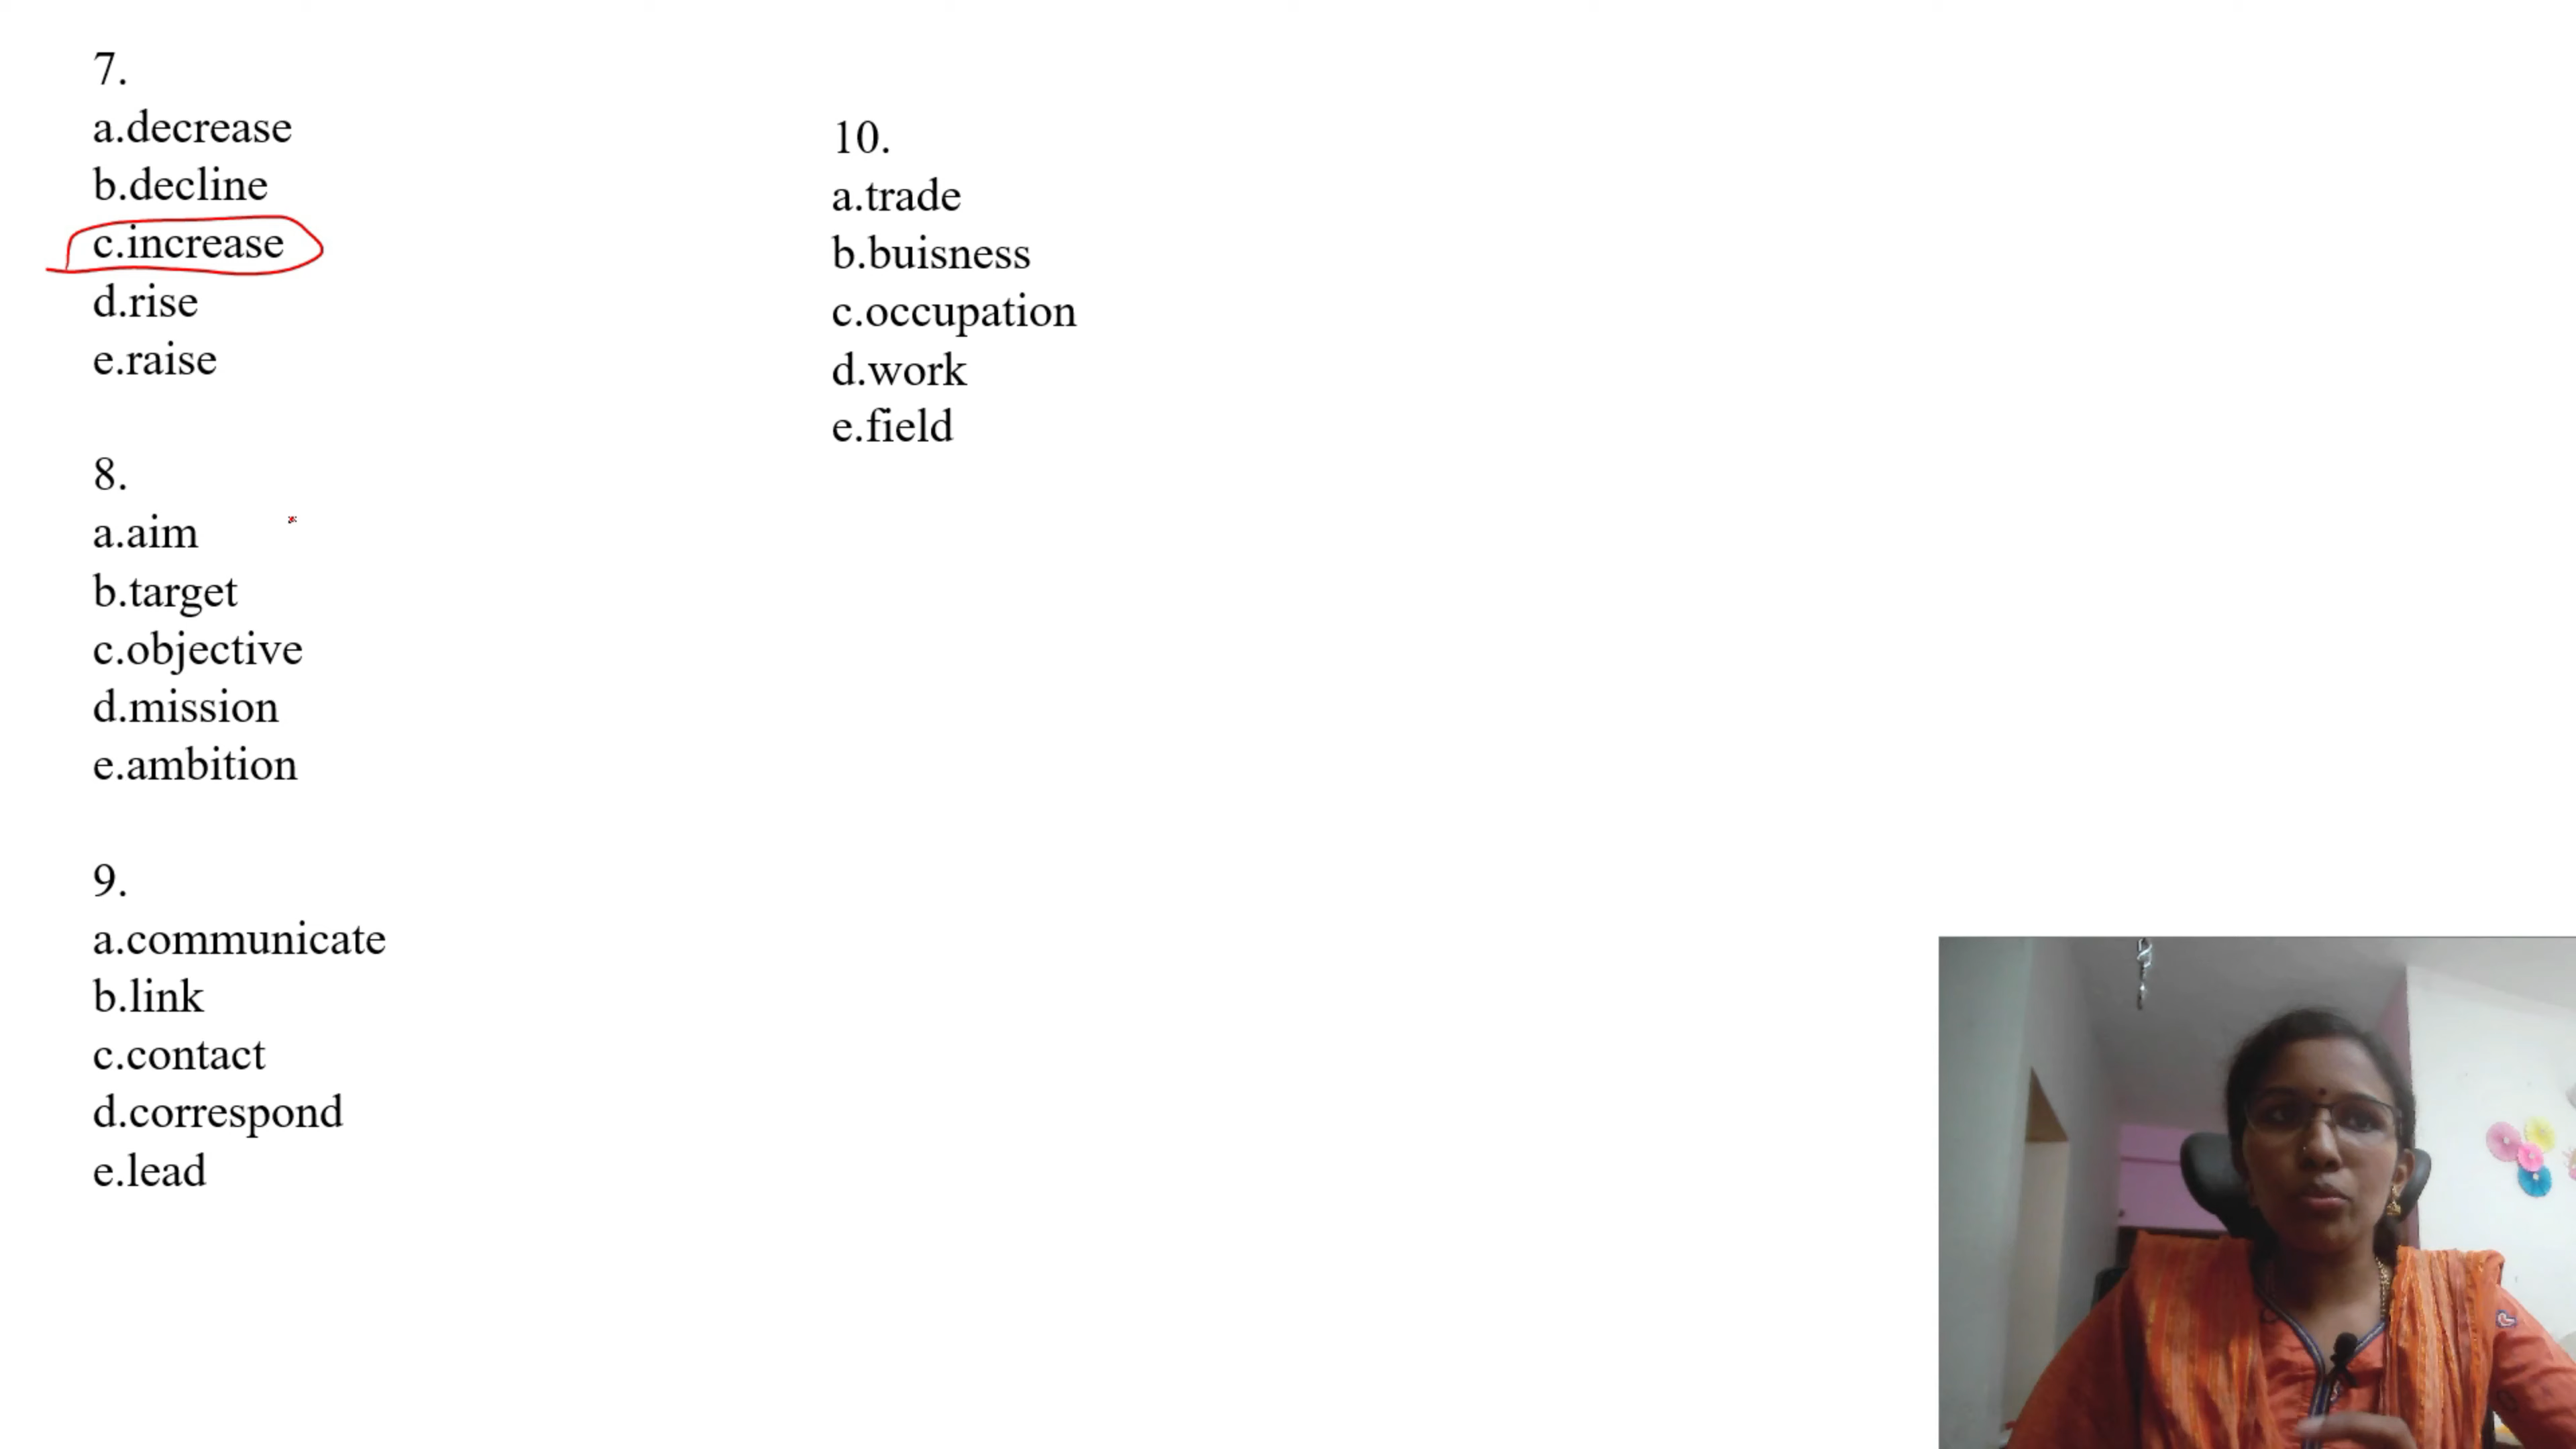 7.
a.decrease
b.decline
c.increase
d.rise
e.raise
8.
a.aim
b.target
c.objective
d.mission
e.ambition
9.
a.communicate
b.link
c.contact
d.correspond
e.lead
10.
a.trade
b.buisness
c.occupation
d.work
e.field